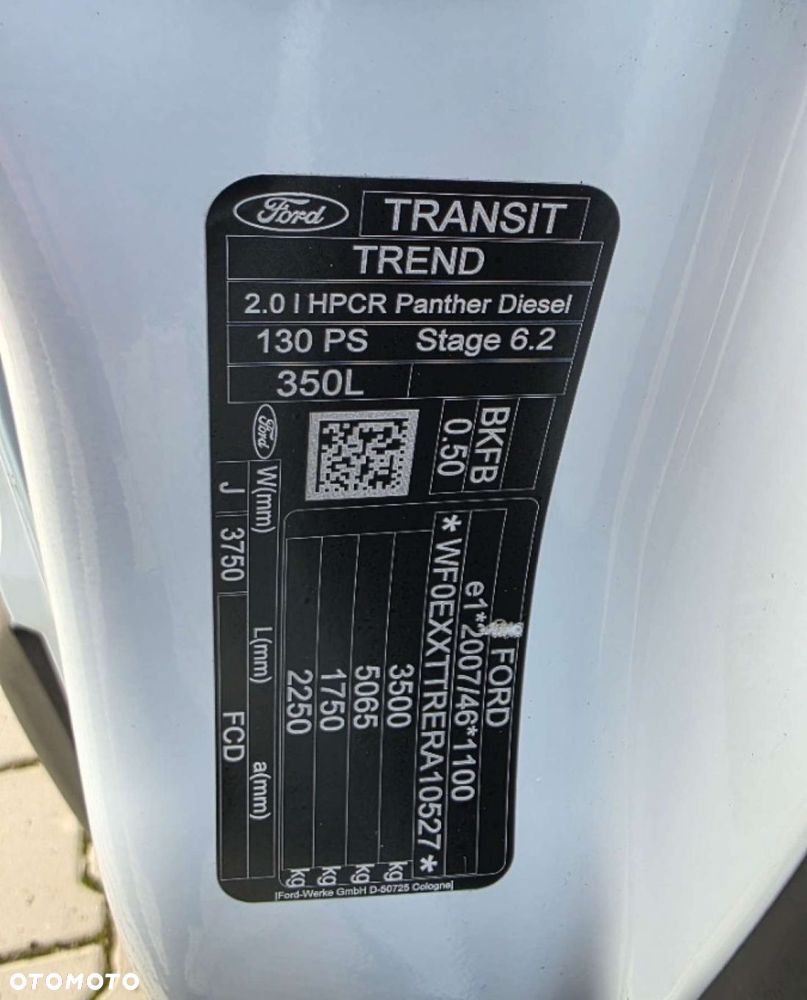 Ford TRANSIT
TREND
2.0 l HPCR Panther Diesel
130 PS Stage 6.2
350L
Ford
BKFB
0.50
FORD
e1*2007/46*1100
*WF0EXXTTRERA10527*
3500 kg
5065 kg
1750 kg
2250 kg
W(mm) L(mm) a(mm)
J 3750 FCD
[Ford-Werke GmbH D-50725 Cologne]
OTOMOTO